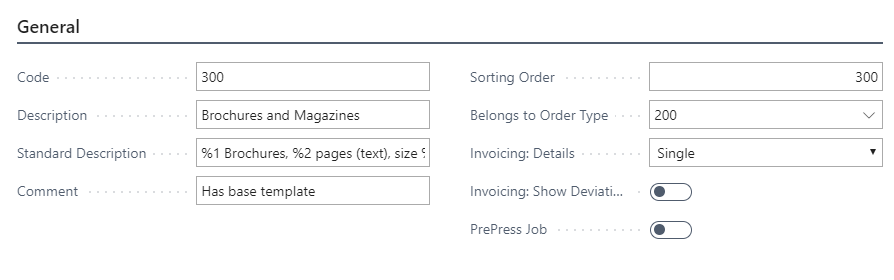 General
Code 300
Description Brochures and Magazines
Standard Description %1 Brochures, %2 pages (text), size
Comment Has base template
Sorting Order 300
Belongs to Order Type 200
Invoicing: Details Single
Invoicing: Show Deviati...
PrePress Job